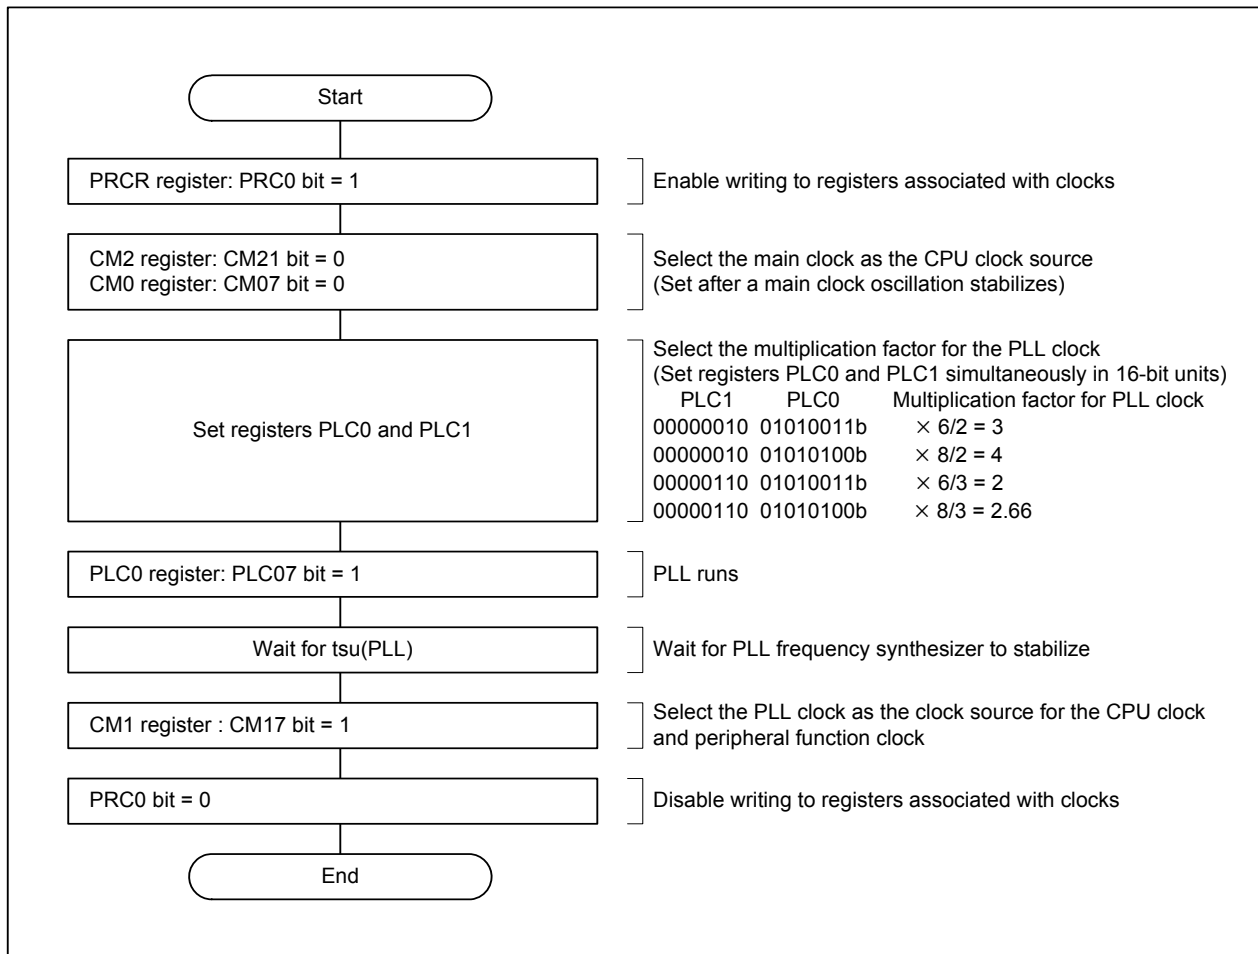 Start
PRCR register: PRC0 bit = 1
Enable writing to registers associated with clocks
CM2 register: CM21 bit = 0
CM0 register: CM07 bit = 0
Select the main clock as the CPU clock source
(Set after a main clock oscillation stabilizes)
Set registers PLC0 and PLC1
Select the multiplication factor for the PLL clock
(Set registers PLC0 and PLC1 simultaneously in 16-bit units)
PLC1 PLC0 Multiplication factor for PLL clock
00000010 01010011b × 6/2 = 3
00000010 01010100b × 8/2 = 4
00000110 01010011b × 6/3 = 2
00000110 01010100b × 8/3 = 2.66
PLC0 register: PLC07 bit = 1
PLL runs
Wait for tsu(PLL)
Wait for PLL frequency synthesizer to stabilize
CM1 register : CM17 bit = 1
Select the PLL clock as the clock source for the CPU clock
and peripheral function clock
PRC0 bit = 0
Disable writing to registers associated with clocks
End